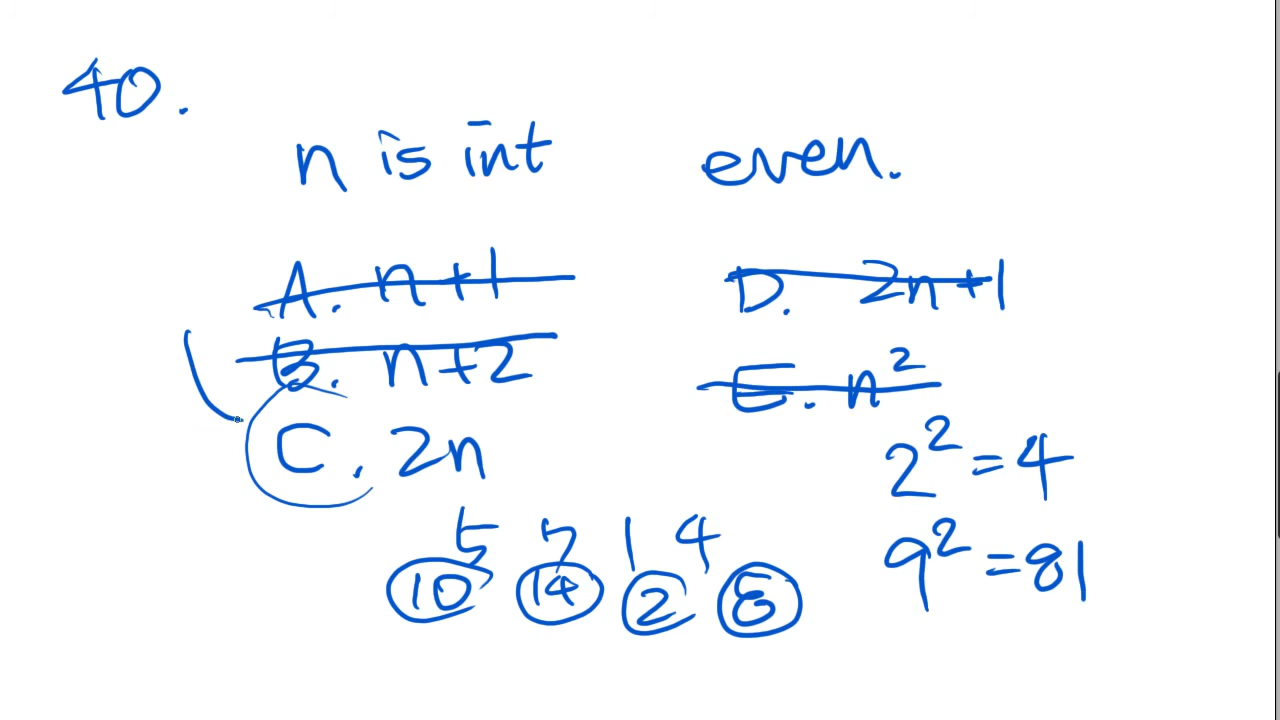 40.
n is int even.
A. n+1 D. 2n+1
B. n+2 E. n²
C. 2n 2² = 4
5 7 1 4
10 14 2 8 9² = 81